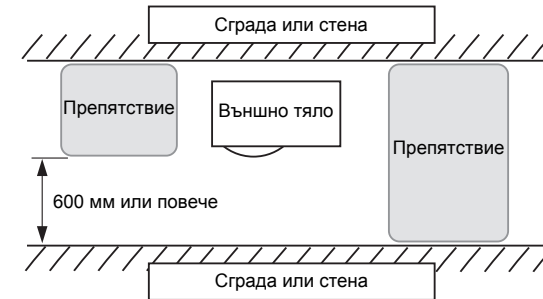 Сграда или стена
Препятствие
Външно тяло
Препятствие
600 мм или повече
Сграда или стена